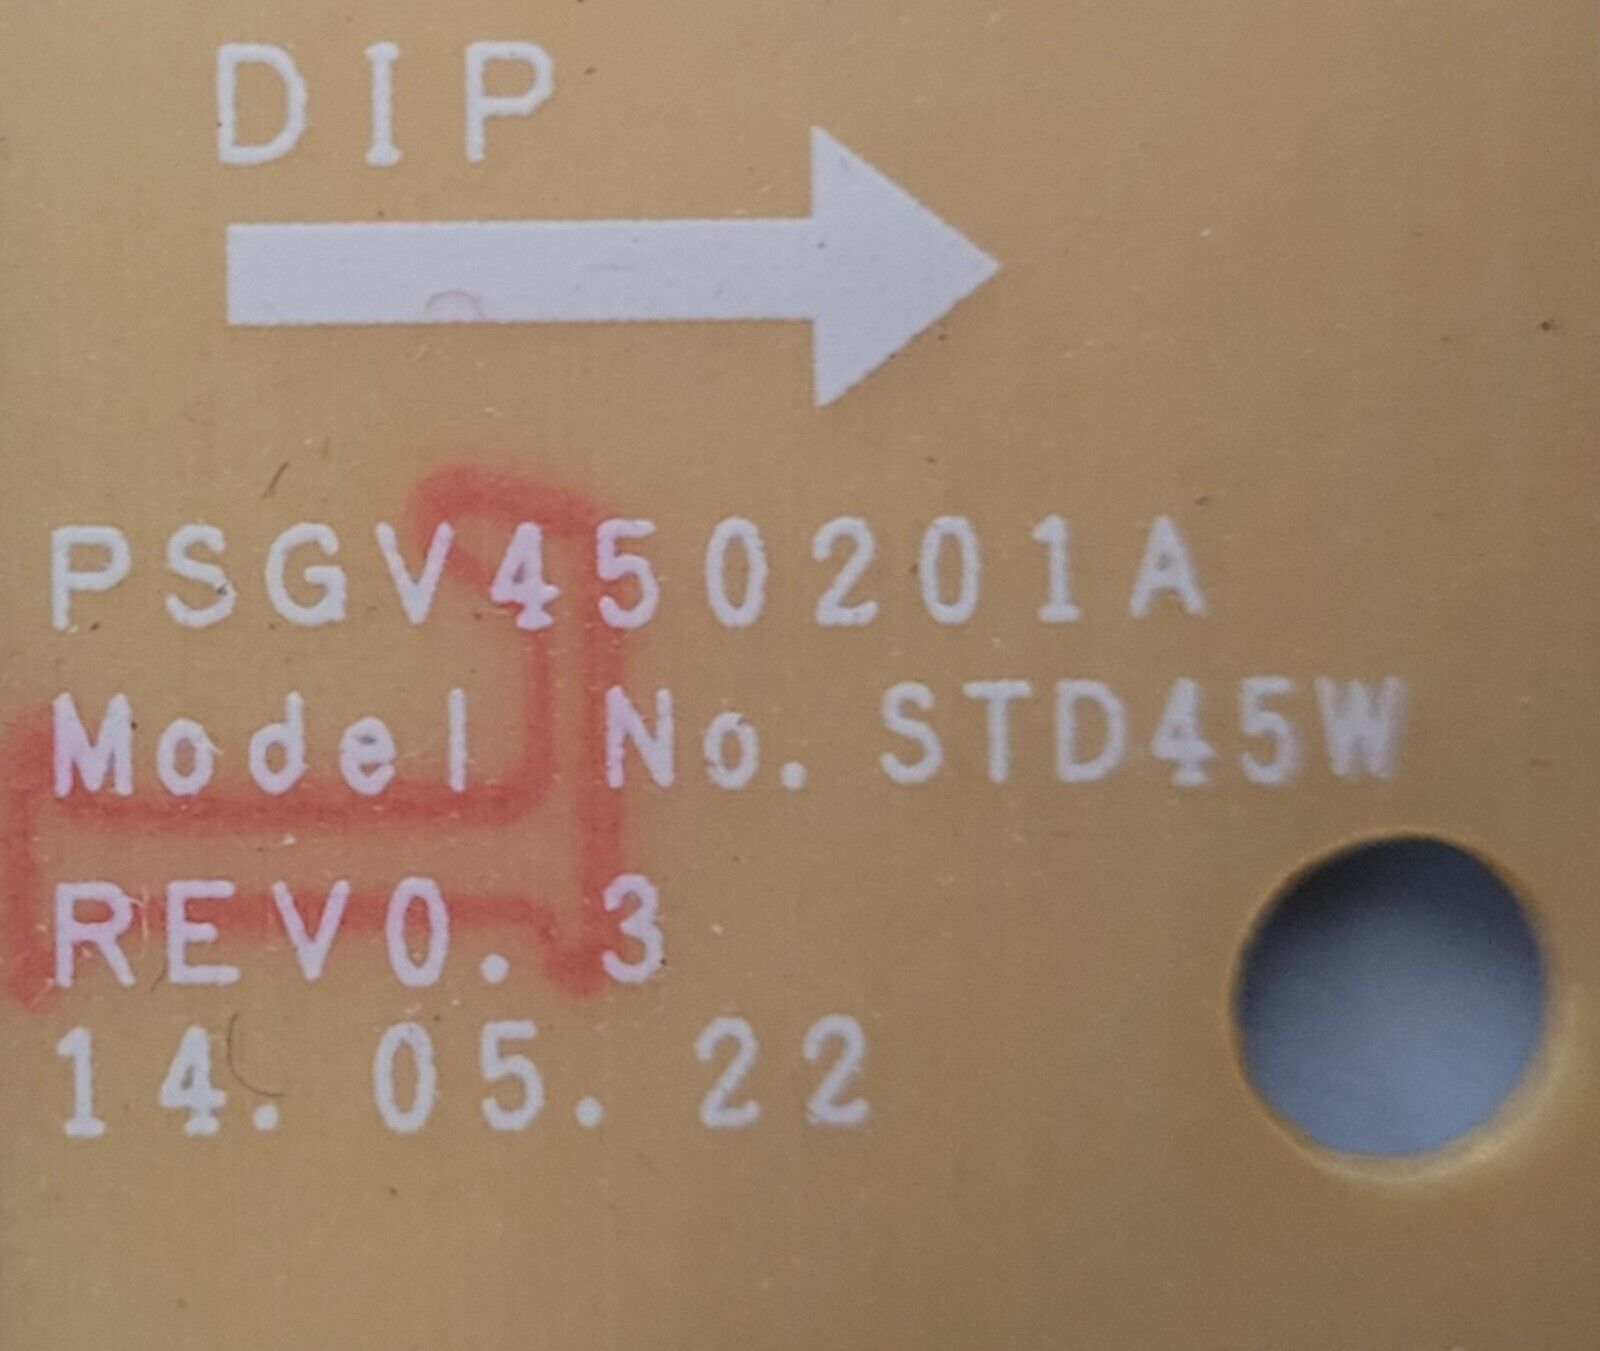 DIP
PSGV450201A
Model No. STD45W
REV0.3
14.05.22